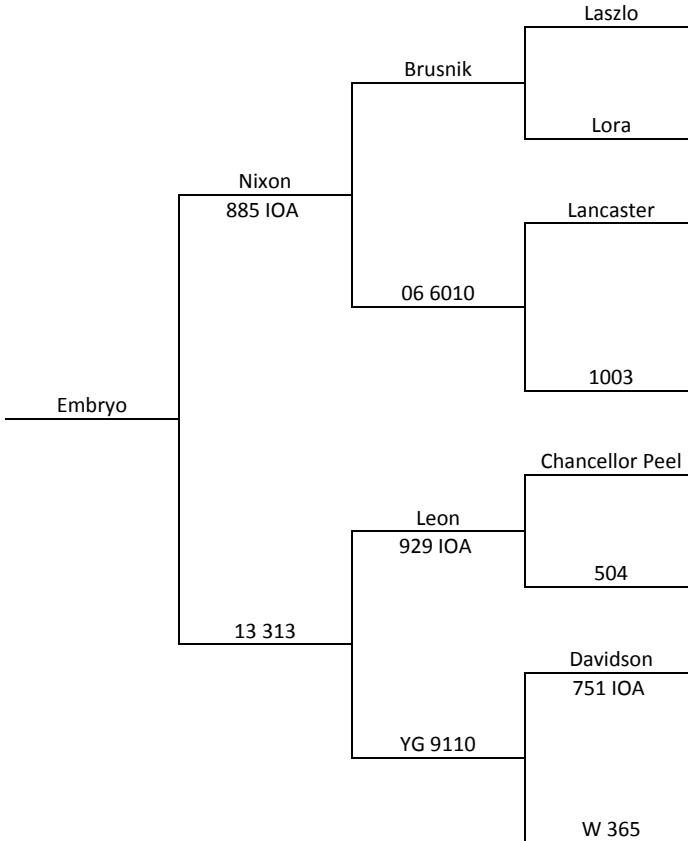 Laszlo
Brusnik
Lora
Nixon
885 IOA
Lancaster
06 6010
1003
Embryo
Chancellor Peel
Leon
929 IOA
504
13 313
Davidson
751 IOA
YG 9110
W 365